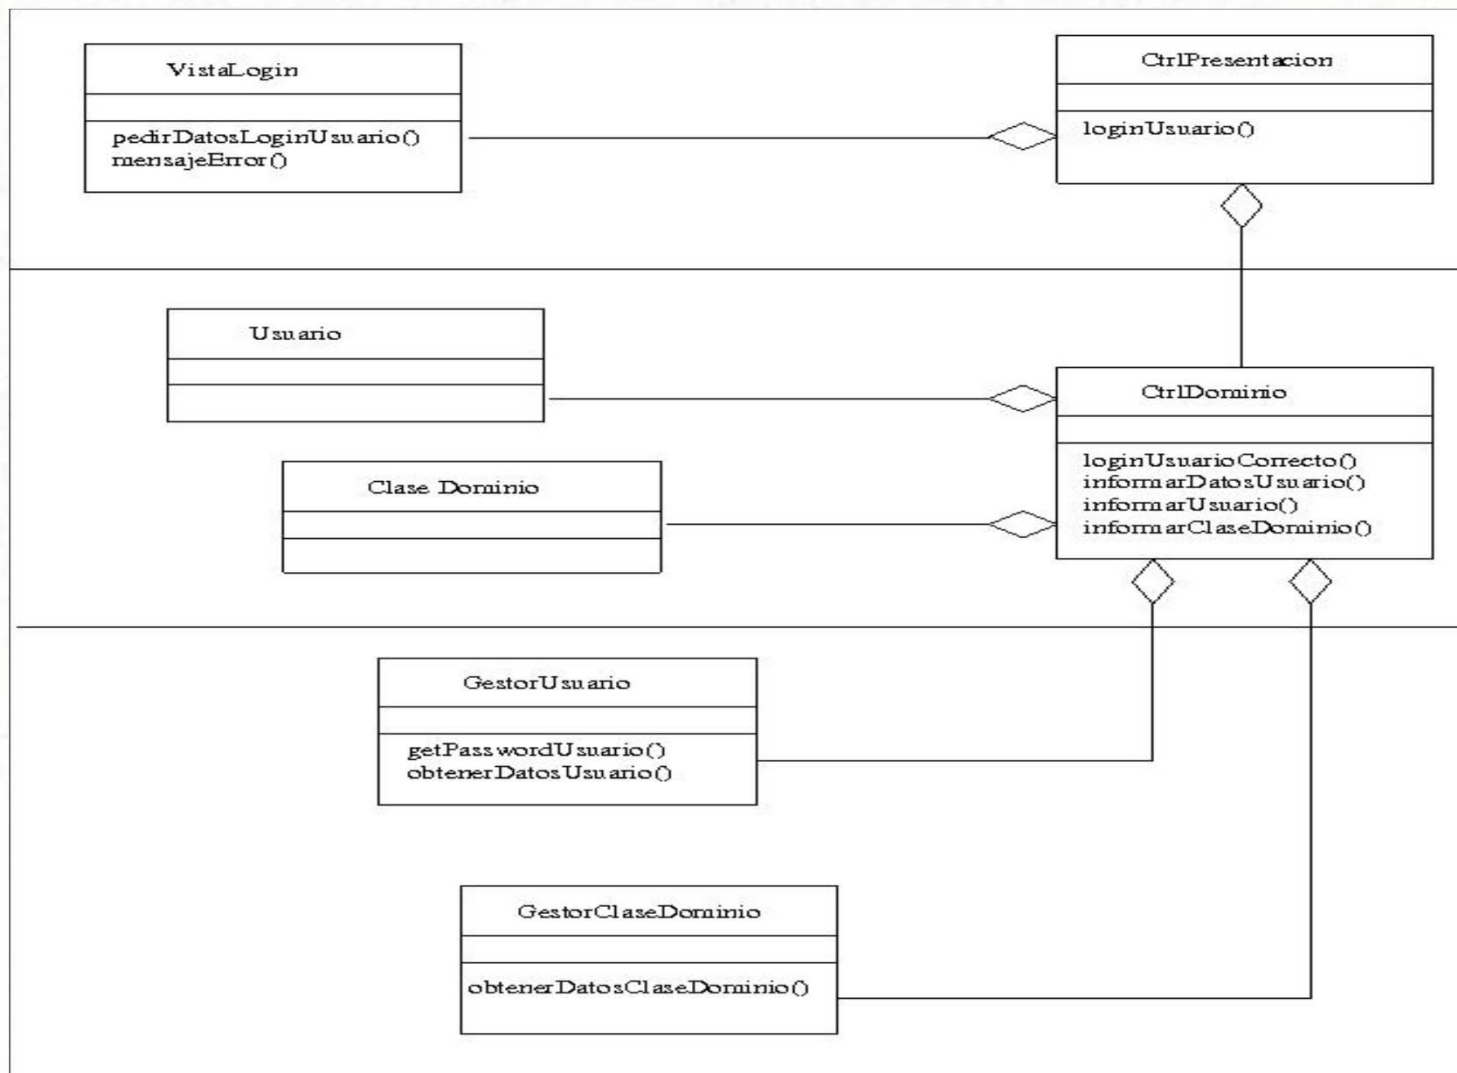 VistaLogin
pedirDatosLoginUsuario()
mensajeError()
CtrlPresentacion
loginUsuario()
Usuario
CtrlDominio
loginUsuarioCorrecto()
informarDatosUsuario()
informarUsuario()
informarClaseDominio()
Clase Dominio
GestorUsuario
getPasswordUsuario()
obtenerDatosUsuario()
GestorClaseDominio
obtenerDatosClaseDominio()